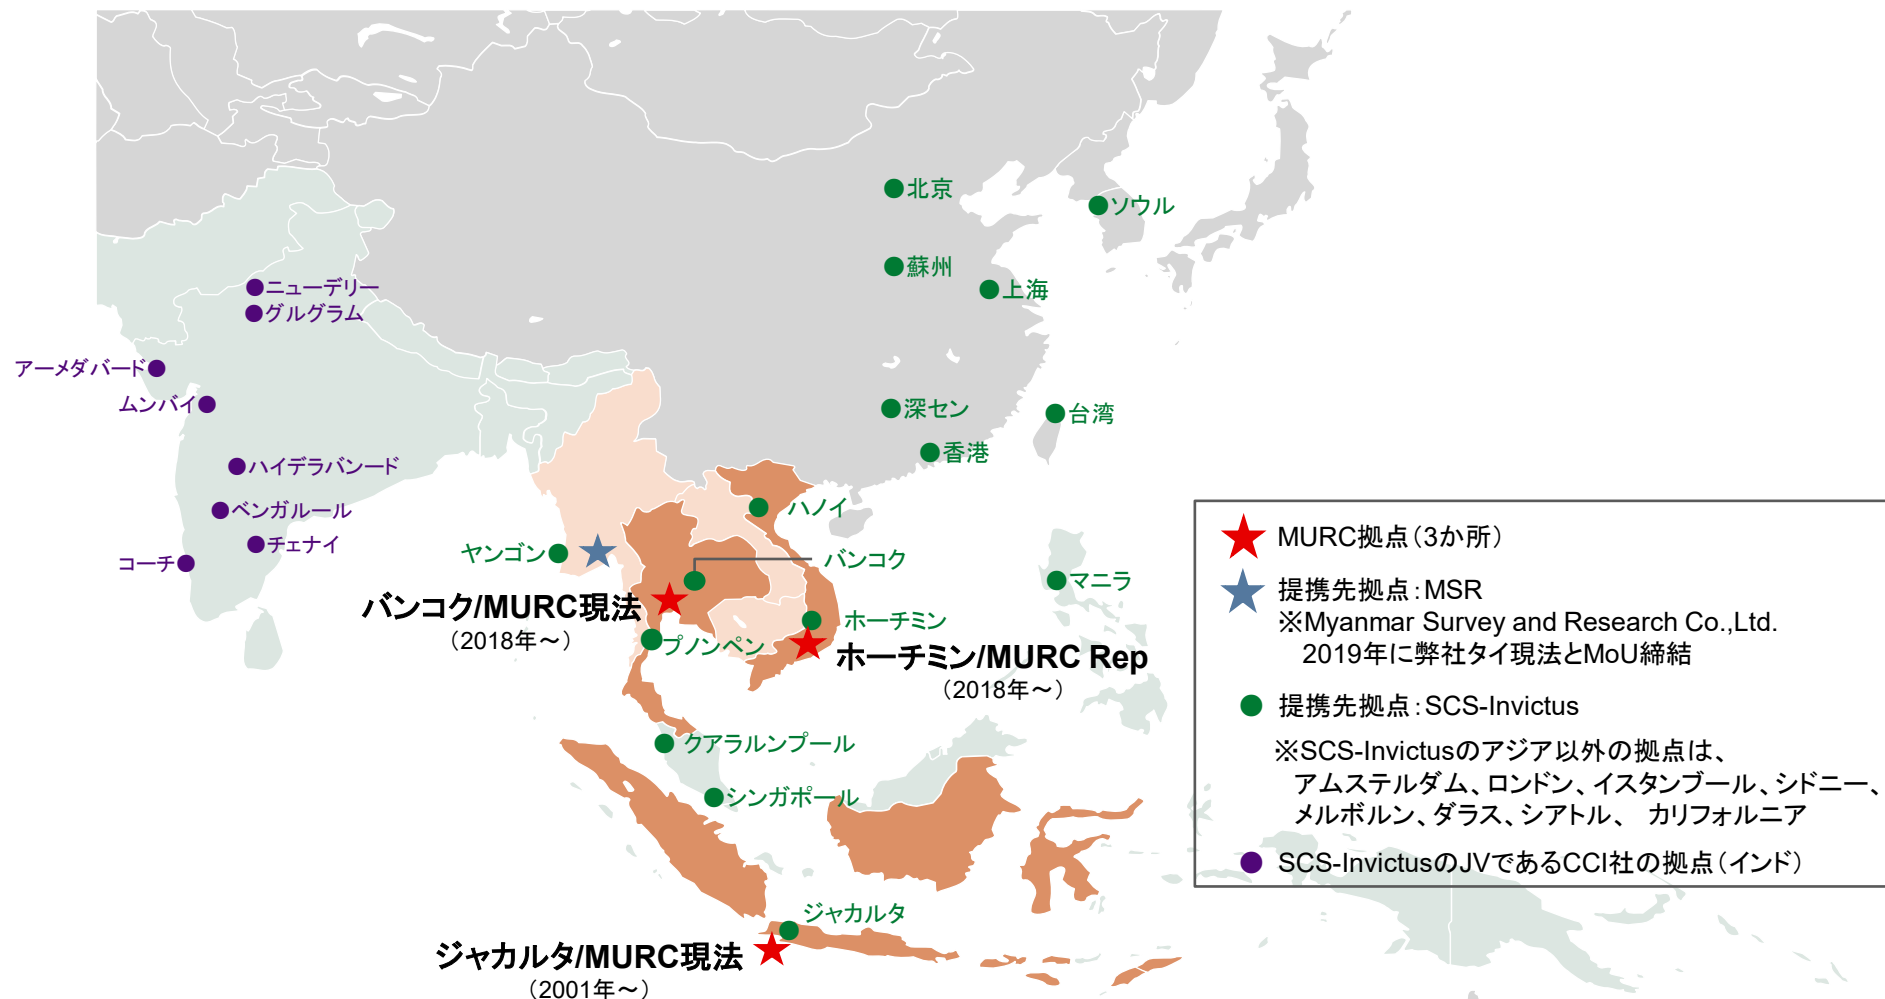 北京
ソウル
蘇州
上海
ニューデリー
グルグラム
アーメダバード
ムンバイ
深セン
台湾
香港
ハイデラバンード
ベンガルール
ハノイ
チェナイ
コーチ
ヤンゴン
バンコク
マニラ
バンコク/MURC現法
(2018年～)
ホーチミン
プノンペン
ホーチミン/MURC Rep
(2018年～)
クアラルンプール
シンガポール
ジャカルタ
ジャカルタ/MURC現法
(2001年～)
MURC拠点(3か所)
提携先拠点:MSR
※Myanmar Survey and Research Co.,Ltd.
2019年に弊社タイ現法とMoU締結
提携先拠点:SCS-Invictus
※SCS-Invictusのアジア以外の拠点は、
アムステルダム、ロンドン、イスタンブール、シドニー、
メルボルン、ダラス、シアトル、 カリフォルニア
SCS-InvictusのJVであるCCI社の拠点(インド)